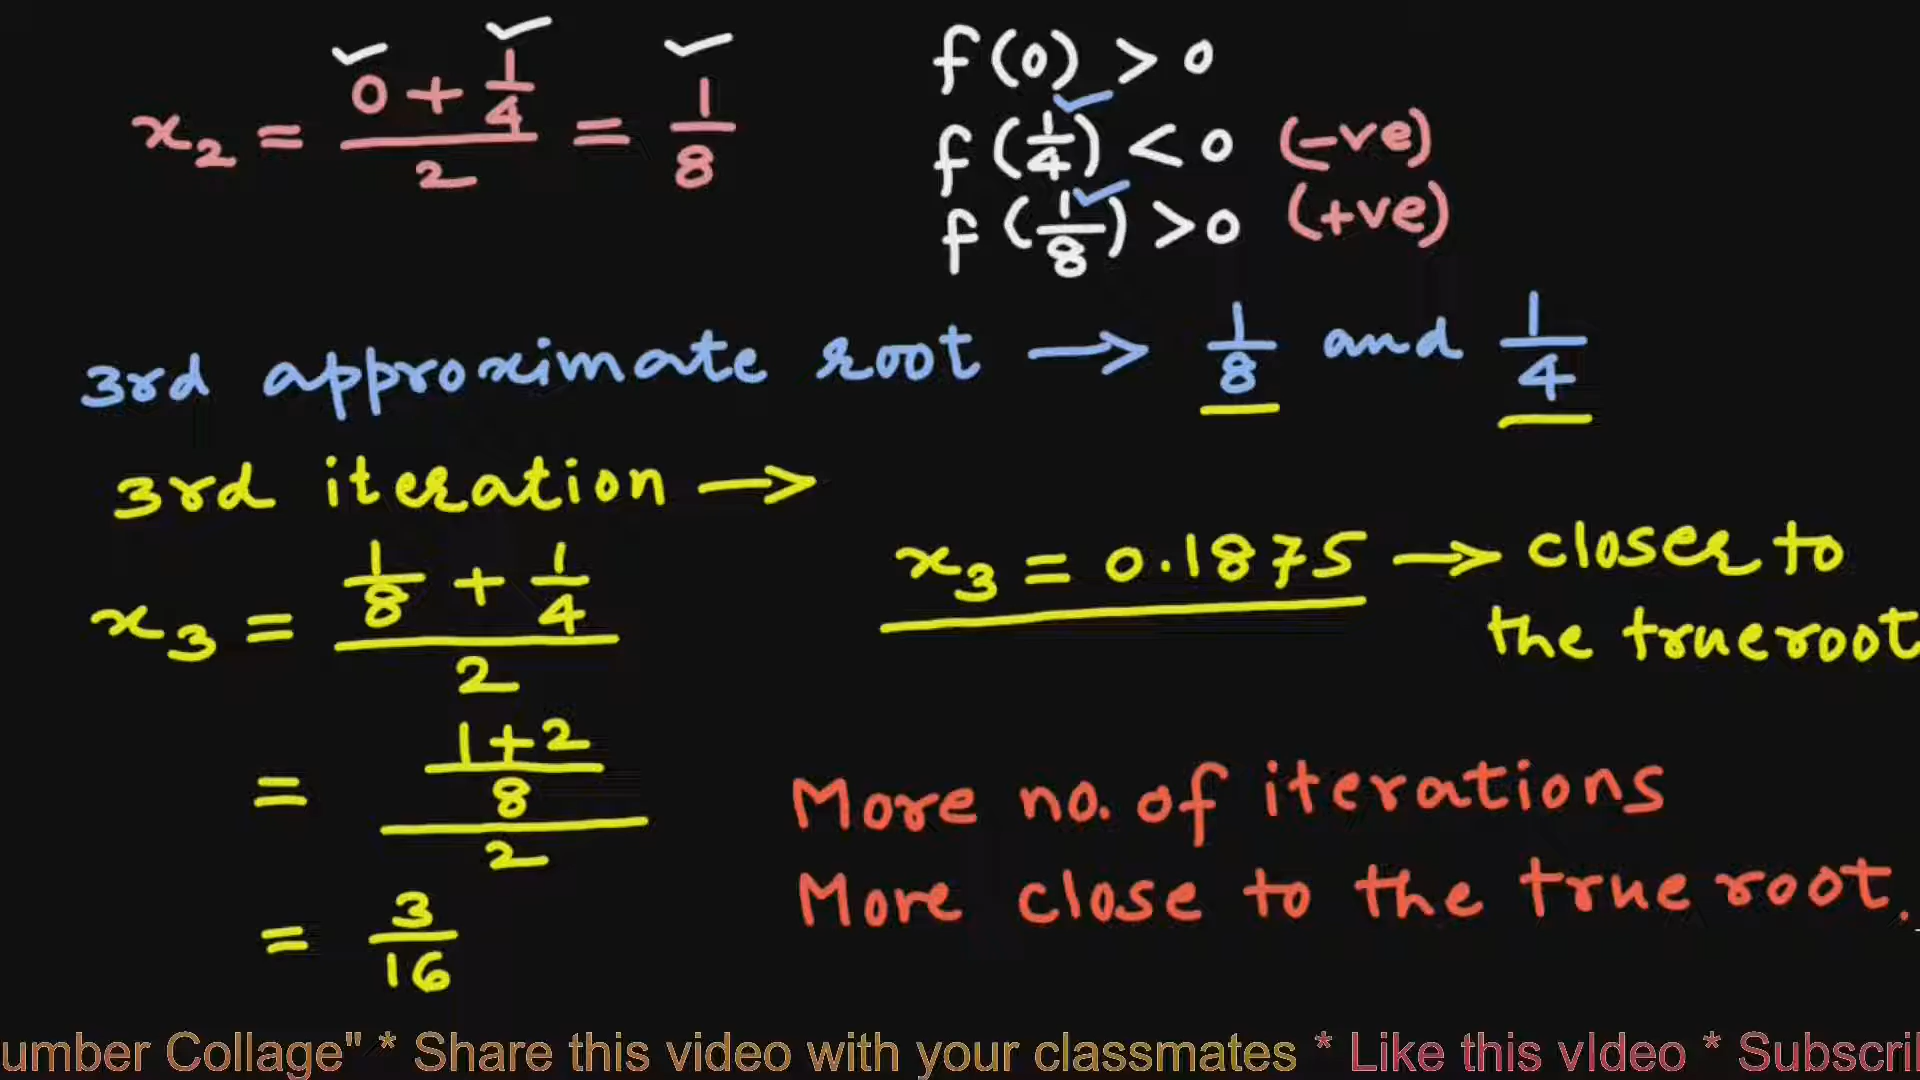 x₂ = (0 + 1/4)/2 = 1/8
f(0) > 0
f(1/4) < 0 (-ve)
f(1/8) > 0 (+ve)
3rd approximate root → 1/8 and 1/4
3rd iteration →
x₃ = (1/8 + 1/4)/2
= ((1+2)/8)/2
= 3/16
x₃ = 0.1875 → closer to
the true root
More no. of iterations
More close to the true root.
umber Collage" * Share this video with your classmates * Like this vIdeo * Subscri